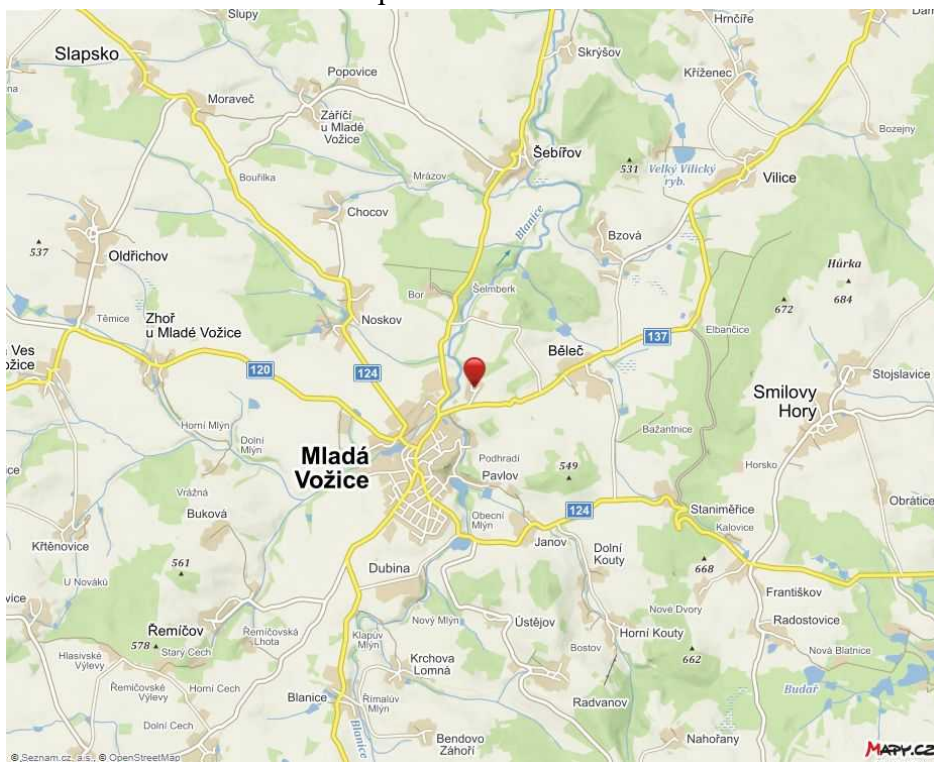 Slupy
Hrnčíře
Skrýšov
Slapsko
Popovice
Kříženec
Moraveč
Záříčí
u Mladé
Vožice
Bozejny
Šebířov
531
Velký Vilický
ryb.
Vilice
Bouřilka
Mrázov
Chocov
Blanice
Bzová
537
Oldřichov
Hůrka
684
672
Šelmberk
Bor
Těmice
Zhoř
u Mladé Vožice
Noskov
Elbančice
137
Běleč
Ves
120
124
Stojslavice
Smilovy
Hory
Horní Mlýn
Dolní
Mlýn
Bažantnice
Mladá
Vožice
Podhradí
Pavlov
549
Horsko
Vrážná
Buková
Obecní
Mlýn
124
Staniměřice
Obrátice
Křtěnovice
Janov
Kalovice
Dolní
Kouty
561
668
U Nováků
Dubina
Františkov
Řemíčov
Nový Mlýn
Ústějov
Nové Dvory
Radostovice
578
Starý Cech
Řemíčovská
Lhota
Klapův
Mlýn
Horní Kouty
Hlasivské
Výlevy
Krchova
Lomná
Bostov
662
Nová Blatnice
Řemíčovské
Výlevy
Horní Cech
Blanice
Římalův
Mlýn
Radvanov
Budař
Dolní Cech
Blanice
Bendovo
Záhoří
Nahořany
© Seznam.cz, a.s., © OpenStreetMap
MAPY.CZ